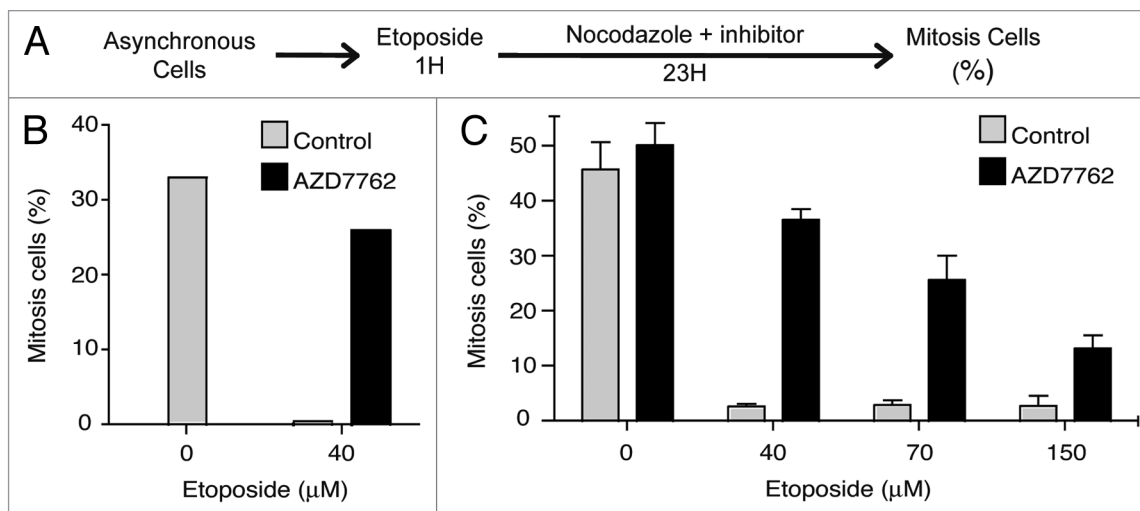 A
Asynchronous
Cells
Etoposide
1H
Nocodazole + inhibitor
23H
Mitosis Cells
(%)
B
Control
AZD7762
Mitosis cells (%)
40
30
20
10
0
0
40
Etoposide (μM)
C
Control
AZD7762
Mitosis cells (%)
50
40
30
20
10
0
0
40
70
150
Etoposide (μM)